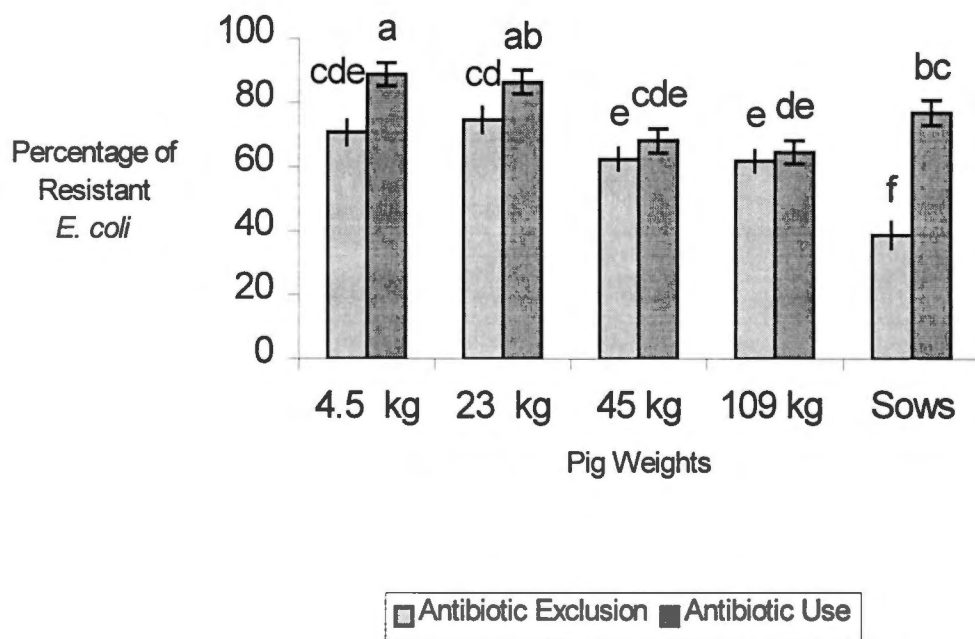 Percentage of
Resistant
E. coli
100
80
60
40
20
0
cde
a
cd
ab
e
cde
e
de
f
bc
4.5 kg
23 kg
45 kg
109 kg
Sows
Pig Weights
Antibiotic Exclusion
Antibiotic Use